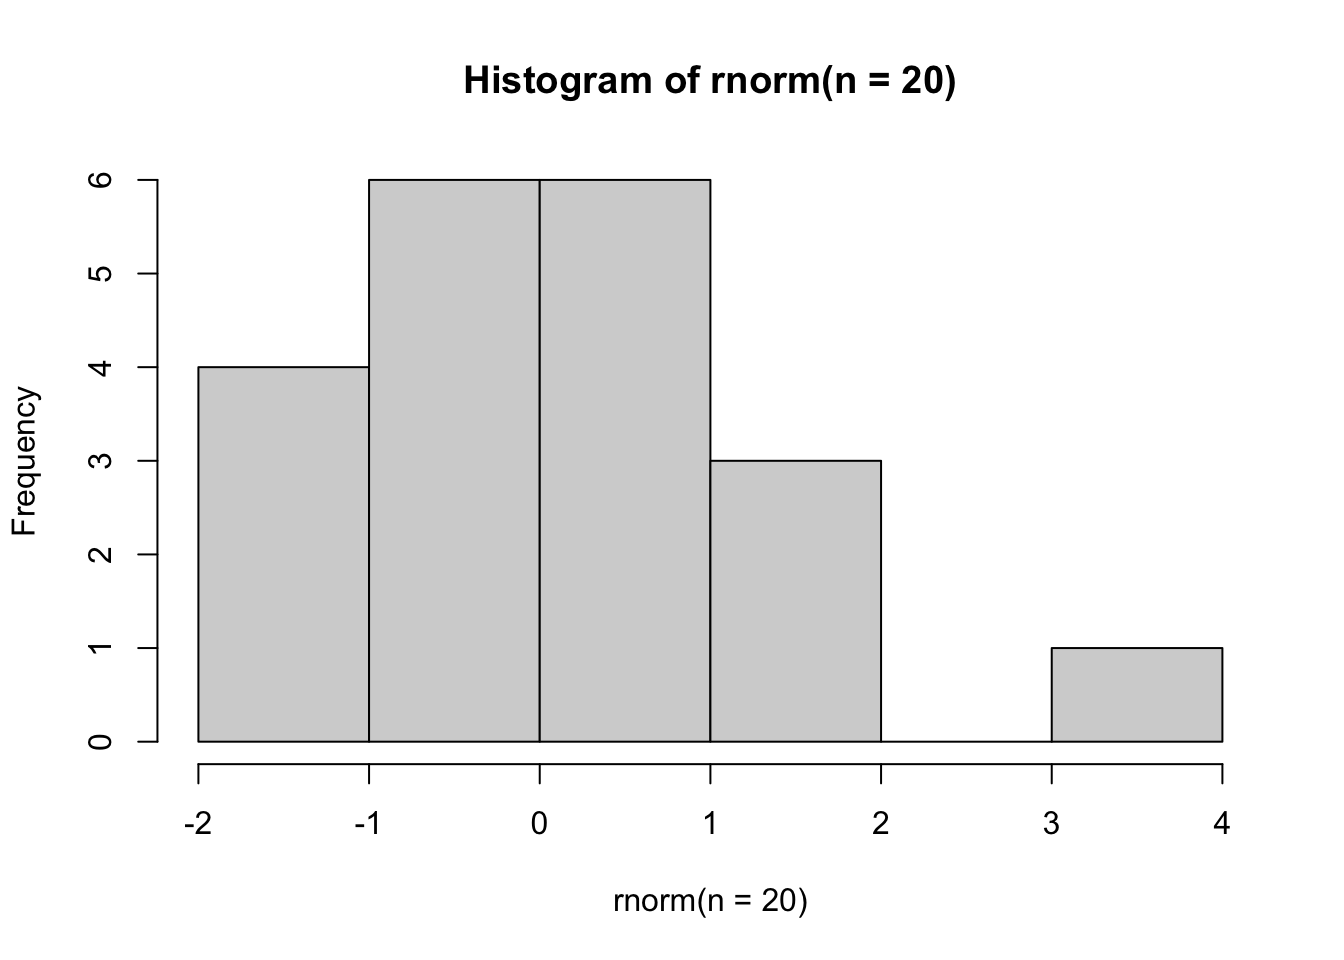 Histogram of rnorm(n = 20)
6
5
4
3
2
1
0
Frequency
-2 -1 0 1 2 3 4
rnorm(n = 20)